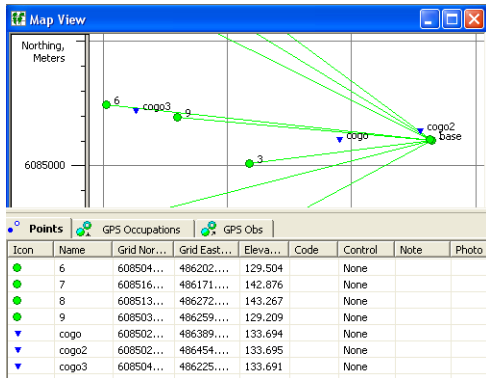 Map View
Northing,
Meters
6
cogo3
9
cogo2
cogo
base
3
6085000
Points GPS Occupations GPS Obs
Icon Name Grid Nor... Grid East... Eleva... Code Control Note Photo
6 608504... 486202.... 129.504 None
7 608516... 486171.... 142.876 None
8 608513... 486272.... 143.267 None
9 608503... 486259.... 129.209 None
cogo 608502... 486389.... 133.694 None
cogo2 608502... 486454.... 133.695 None
cogo3 608504... 486225.... 133.691 None